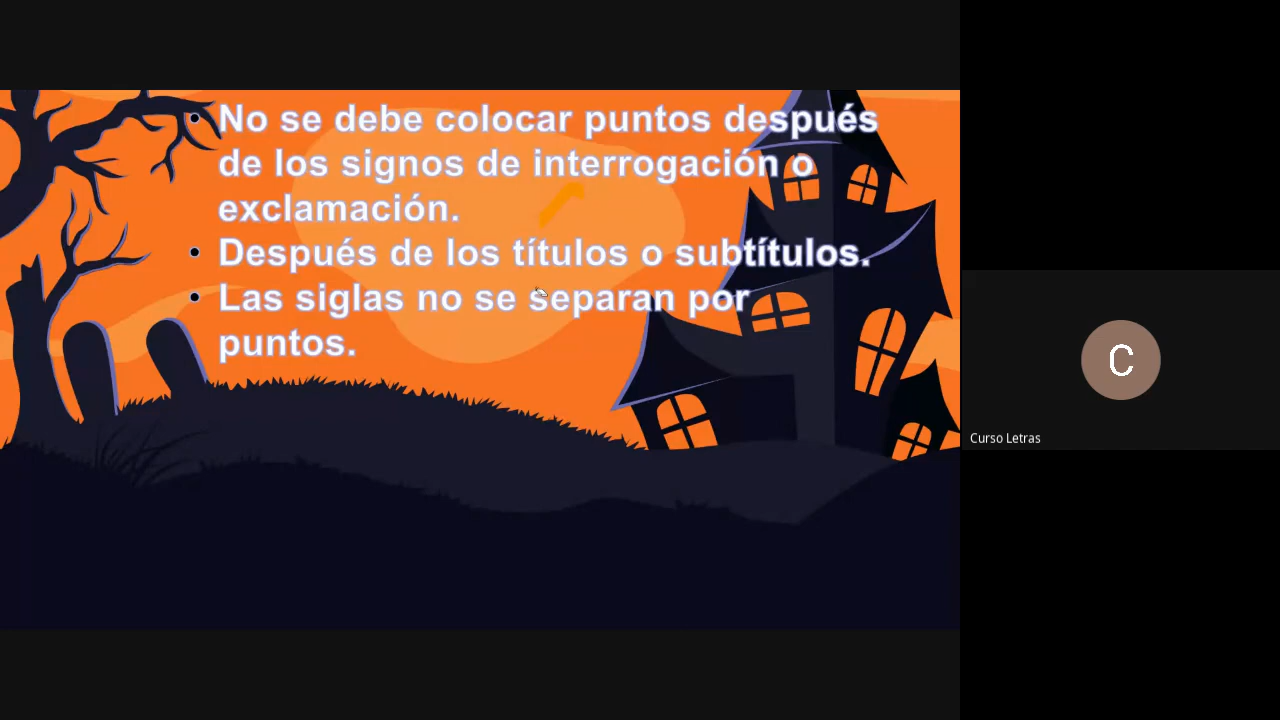 • No se debe colocar puntos después
de los signos de interrogación o
exclamación.
• Después de los títulos o subtítulos.
• Las siglas no se separan por
puntos.
C
Curso Letras